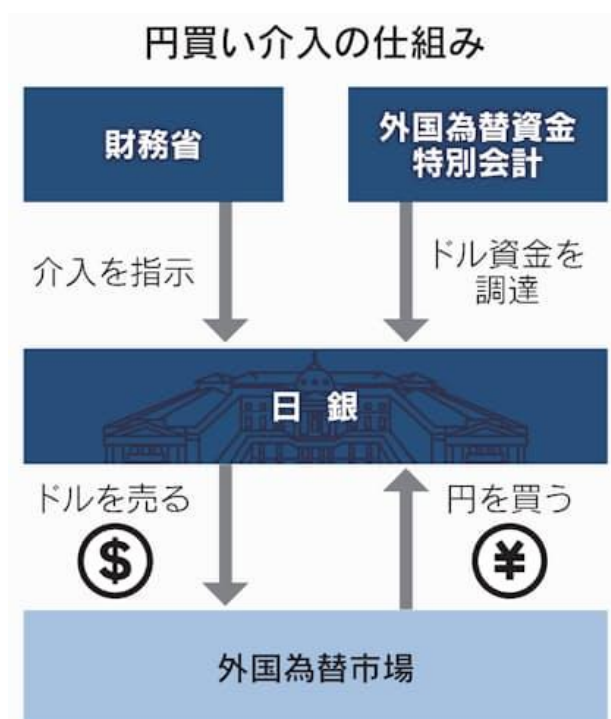 円買い介入の仕組み
財務省
外国為替資金
特別会計
介入を指示
ドル資金を
調達
日銀
ドルを売る
$
円を買う
¥
外国為替市場